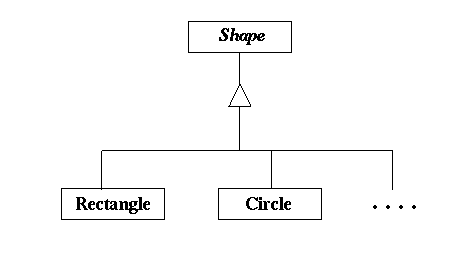 Shape
Rectangle
Circle
. . . .